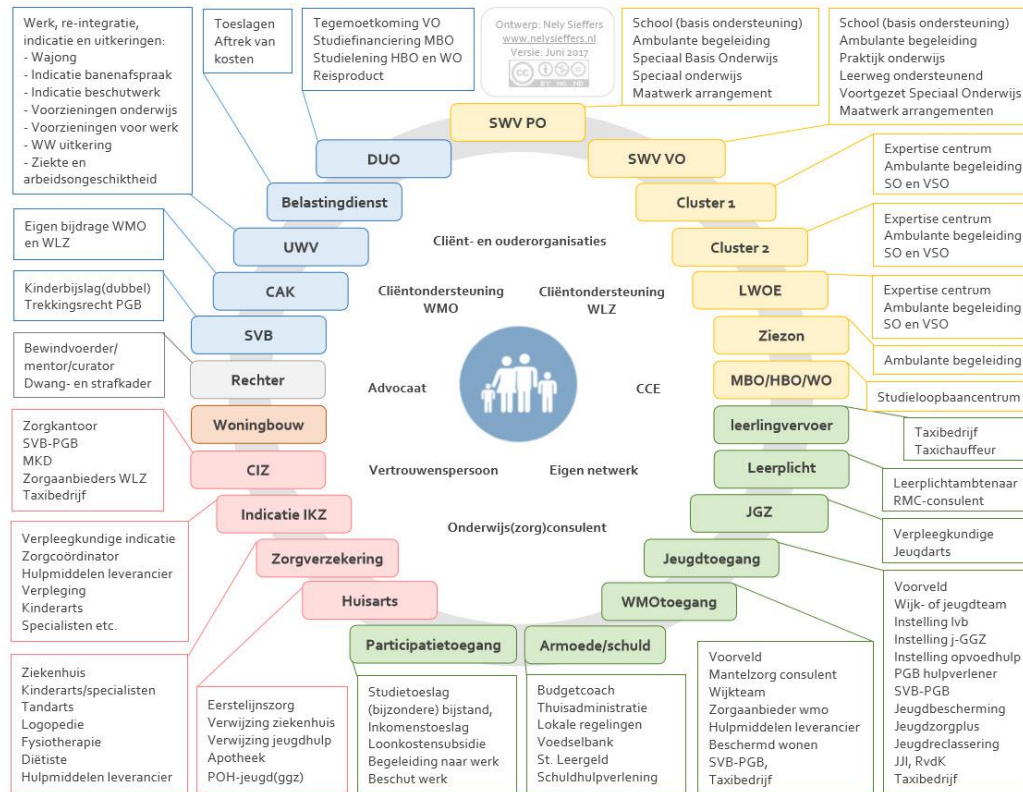 Werk, re-integratie,
indicatie en uitkeringen:
- Wajong
- Indicatie banenafspraak
- Indicatie beschutwerk
- Voorzieningen onderwijs
- Voorzieningen voor werk
- WW uitkering
- Ziekte en
arbeidsongeschiktheid
Toeslagen
Aftrek van
kosten
Tegemoetkoming VO
Studiefinanciering MBO
Studielening HBO en WO
Reisproduct
Ontwerp: Nely Sieffers
www.nelysieffers.nl
Versie: Juni 2017
CC
BY NC ND
School (basis ondersteuning)
Ambulante begeleiding
Speciaal Basis Onderwijs
Speciaal onderwijs
Maatwerk arrangement
School (basis ondersteuning)
Ambulante begeleiding
Praktijk onderwijs
Leerweg ondersteunend
Voortgezet Speciaal Onderwijs
Maatwerk arrangementen
SWV PO
DUO
SWV VO
Belastingdienst
Cluster 1
Expertise centrum
Ambulante begeleiding
SO en VSO
UWV
Cliënt- en ouderorganisaties
Cluster 2
Expertise centrum
Ambulante begeleiding
SO en VSO
Eigen bijdrage WMO
en WLZ
CAK
Cliëntondersteuning
WMO
Cliëntondersteuning
WLZ
LWOE
Expertise centrum
Ambulante begeleiding
SO en VSO
Kinderbijslag(dubbel)
Trekkingsrecht PGB
SVB
Ziezon
Ambulante begeleiding
Bewindvoerder/
mentor/curator
Dwang- en strafkader
Rechter
Advocaat
CCE
MBO/HBO/WO
Studieloopbaancentrum
Woningbouw
leerlingvervoer
Taxibedrijf
Taxichauffeur
Zorgkantoor
SVB-PGB
MKD
Zorgaanbieders WLZ
Taxibedrijf
CIZ
Vertrouwenspersoon
Eigen netwerk
Leerplicht
Leerplichtambtenaar
RMC-consulent
Indicatie IKZ
Onderwijs(zorg)consulent
JGZ
Verpleegkundige
Jeugdarts
Verpleegkundige indicatie
Zorgcoördinator
Hulpmiddelen leverancier
Verpleging
Kinderarts
Specialisten etc.
Zorgverzekering
Jeugdtoegang
Huisarts
WMOtoegang
Participatietoegang
Armoede/schuld
Voorveld
Wijk- of jeugdteam
Instelling lvb
Instelling j-GGZ
Instelling opvoedhulp
PGB hulpverlener
SVB-PGB
Jeugdbescherming
Jeugdzorgplus
Jeugdreclassering
JJI, RvdK
Taxibedrijf
Ziekenhuis
Kinderarts/specialisten
Tandarts
Logopedie
Fysiotherapie
Diëtiste
Hulpmiddelen leverancier
Eerstelijnszorg
Verwijzing ziekenhuis
Verwijzing jeugdhulp
Apotheek
POH-jeugd(ggz)
Studietoeslag
(bijzondere) bijstand,
Inkomenstoeslag
Loonkostensubsidie
Begeleiding naar werk
Beschut werk
Budgetcoach
Thuisadministratie
Lokale regelingen
Voedselbank
St. Leergeld
Schuldhulpverlening
Voorveld
Mantelzorg consulent
Wijkteam
Zorgaanbieder wmo
Hulpmiddelen leverancier
Beschermd wonen
SVB-PGB,
Taxibedrijf